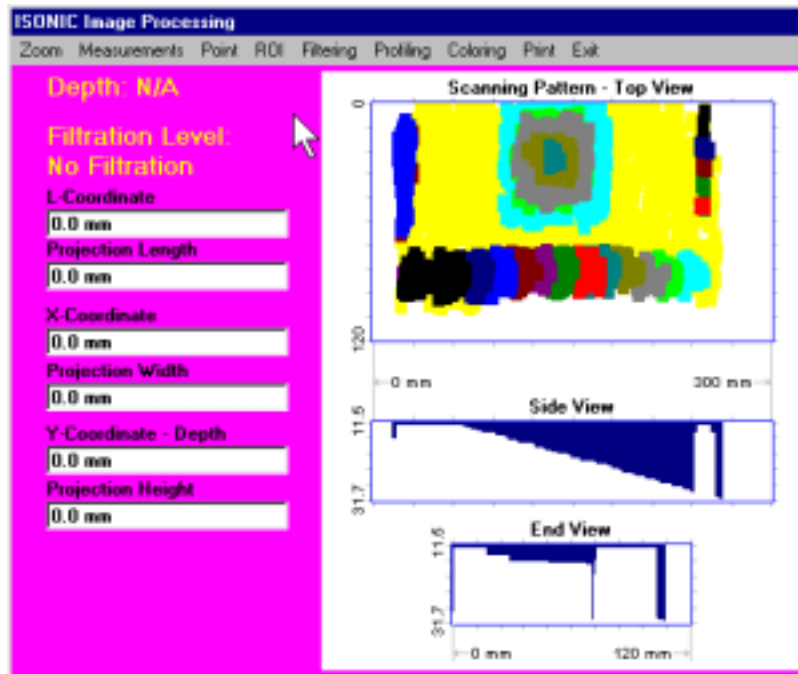 ISONIC Image Processing
Zoom Measurements Point ROI Filtering Profiling Coloring Print Exit
Depth: N/A
Filtration Level:
No Filtration
L-Coordinate
0.0 mm
Projection Length
0.0 mm
X-Coordinate
0.0 mm
Projection Width
0.0 mm
Y-Coordinate - Depth
0.0 mm
Projection Height
0.0 mm
Scanning Pattern - Top View
0
120
0 mm 300 mm
Side View
11.5
31.7
End View
11.5
31.7
0 mm 120 mm